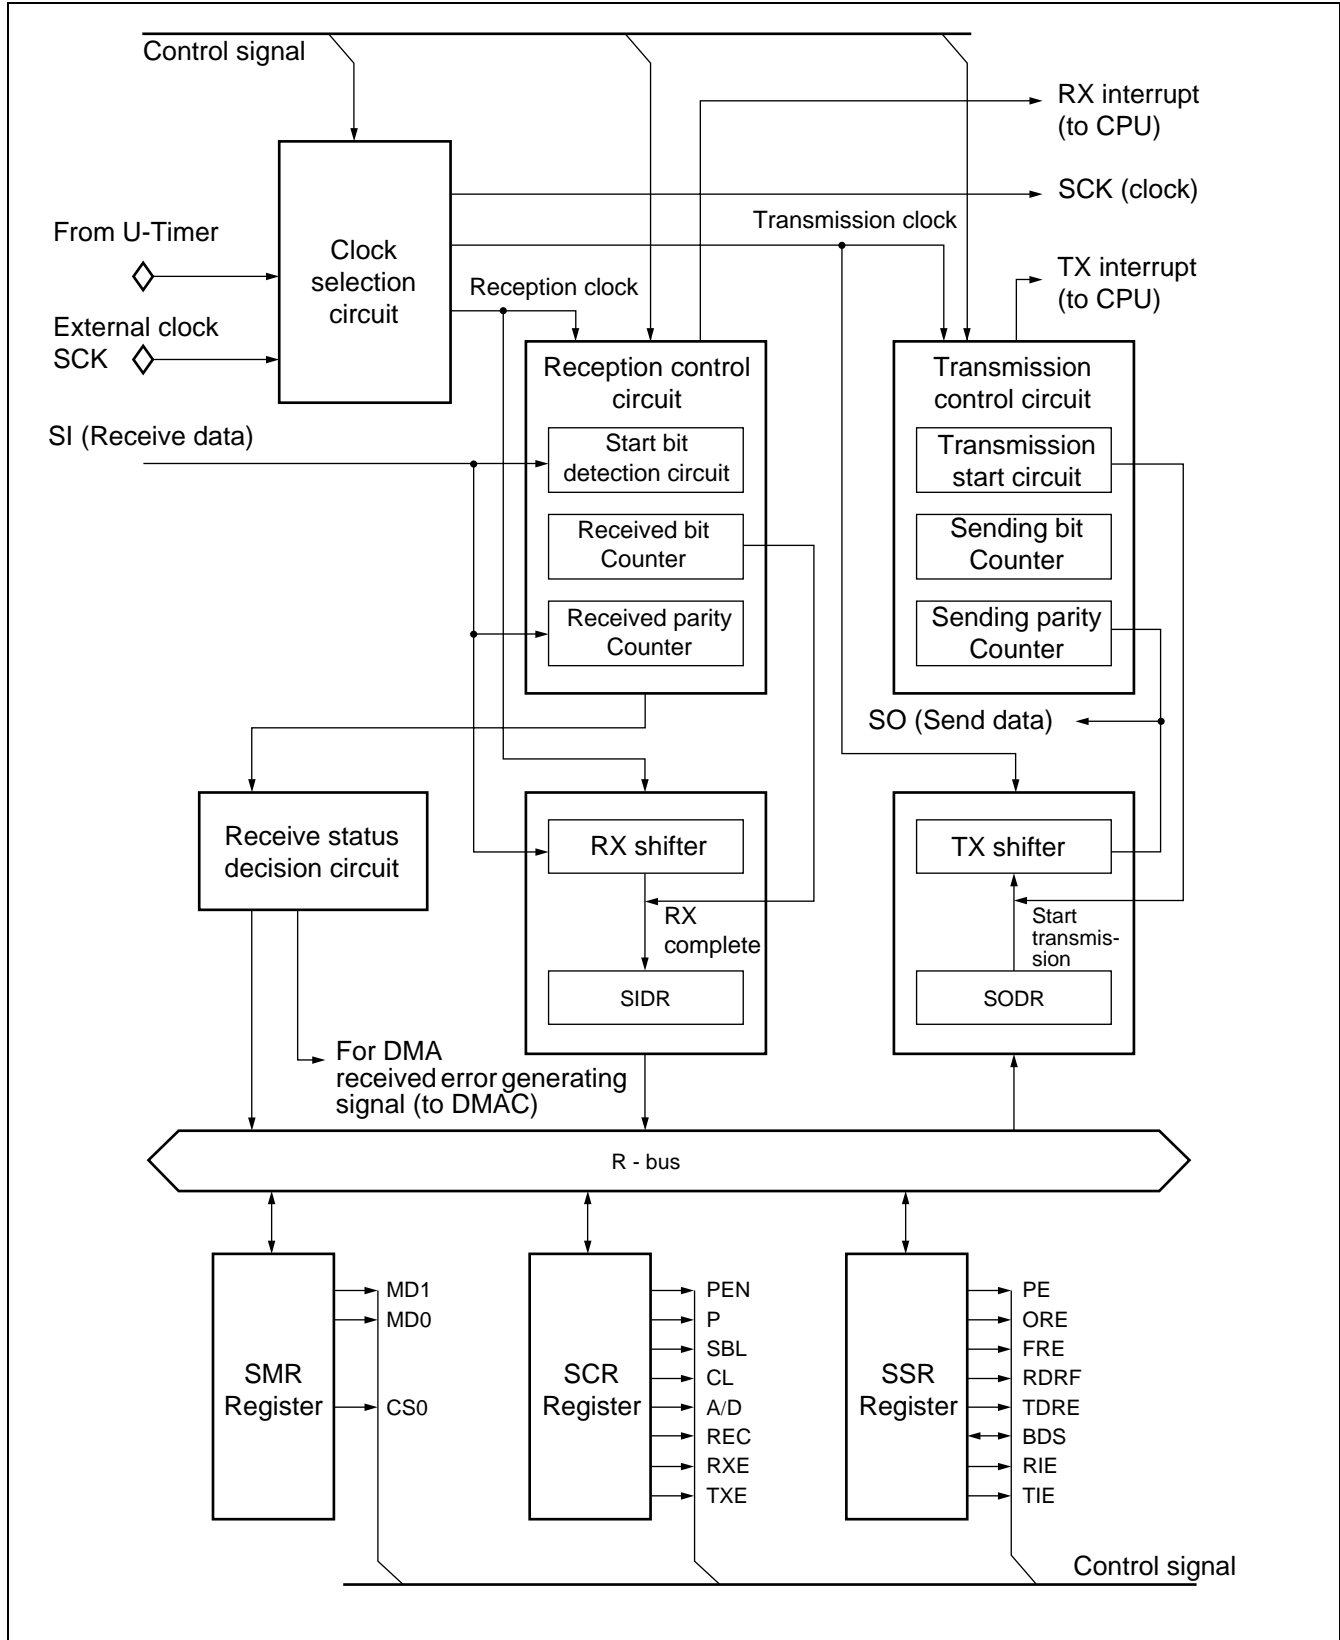 Control signal
RX interrupt
(to CPU)
SCK (clock)
Transmission clock
From U-Timer
Clock
selection
circuit
TX interrupt
(to CPU)
Reception clock
External clock
SCK
Reception control
circuit
Transmission
control circuit
SI (Receive data)
Start bit
detection circuit
Transmission
start circuit
Received bit
Counter
Sending bit
Counter
Received parity
Counter
Sending parity
Counter
SO (Send data)
Receive status
decision circuit
RX shifter
TX shifter
RX
complete
Start
transmis-
sion
SIDR
SODR
For DMA
received error generating
signal (to DMAC)
R - bus
SMR
Register
MD1
MD0
CS0
SCR
Register
PEN
P
SBL
CL
A/D
REC
RXE
TXE
SSR
Register
PE
ORE
FRE
RDRF
TDRE
BDS
RIE
TIE
Control signal